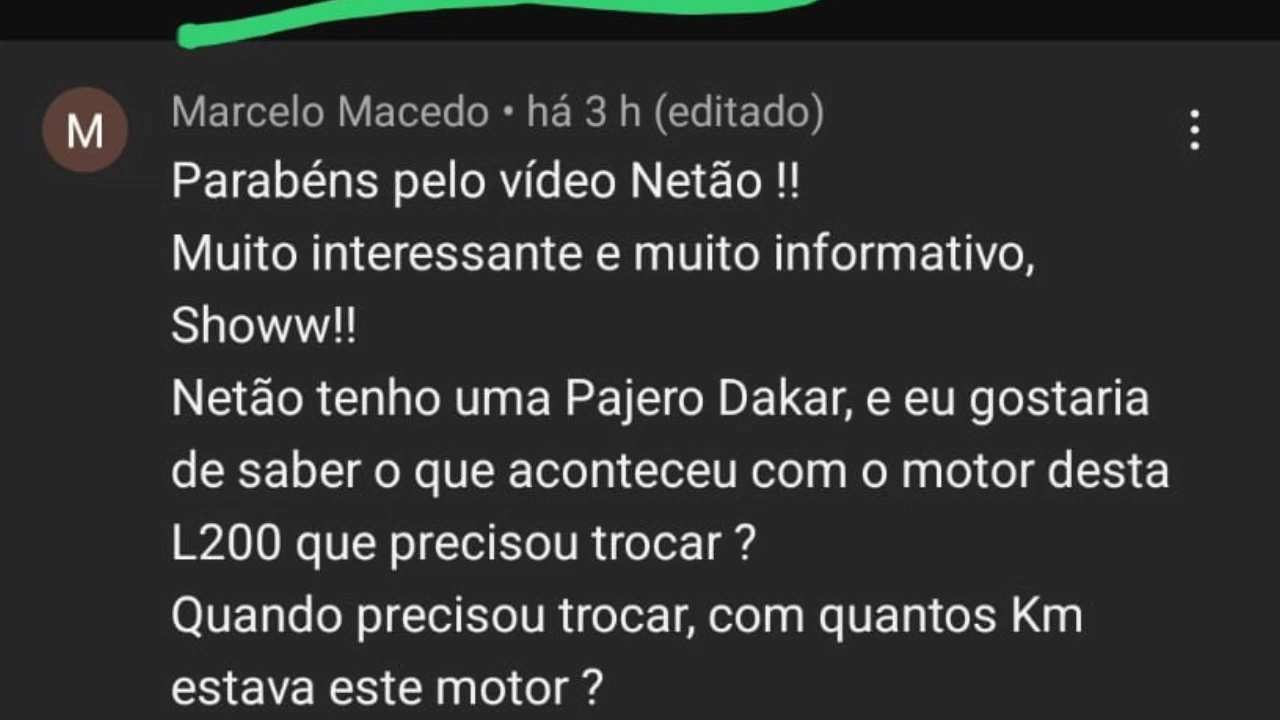 M
Marcelo Macedo • há 3 h (editado)
Parabéns pelo vídeo Netão !!
Muito interessante e muito informativo,
Showw!!
Netão tenho uma Pajero Dakar, e eu gostaria
de saber o que aconteceu com o motor desta
L200 que precisou trocar ?
Quando precisou trocar, com quantos Km
estava este motor ?